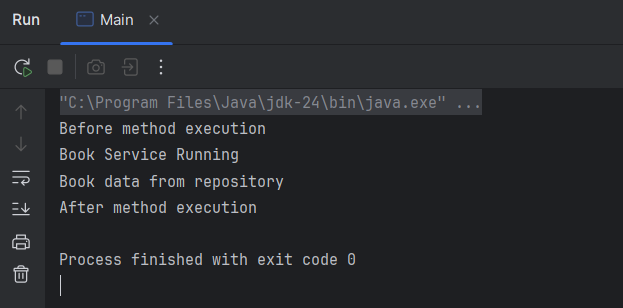 Run Main
"C:\Program Files\Java\jdk-24\bin\java.exe" ...
Before method execution
Book Service Running
Book data from repository
After method execution
Process finished with exit code 0